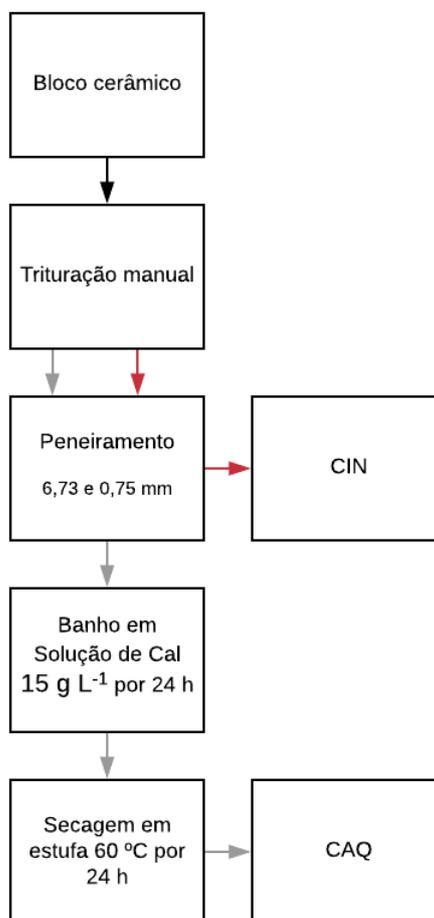 Bloco cerâmico
Trituração manual
Peneiramento
6,73 e 0,75 mm
CIN
Banho em
Solução de Cal
15 g L⁻¹ por 24 h
Secagem em
estufa 60 ºC por
24 h
CAQ